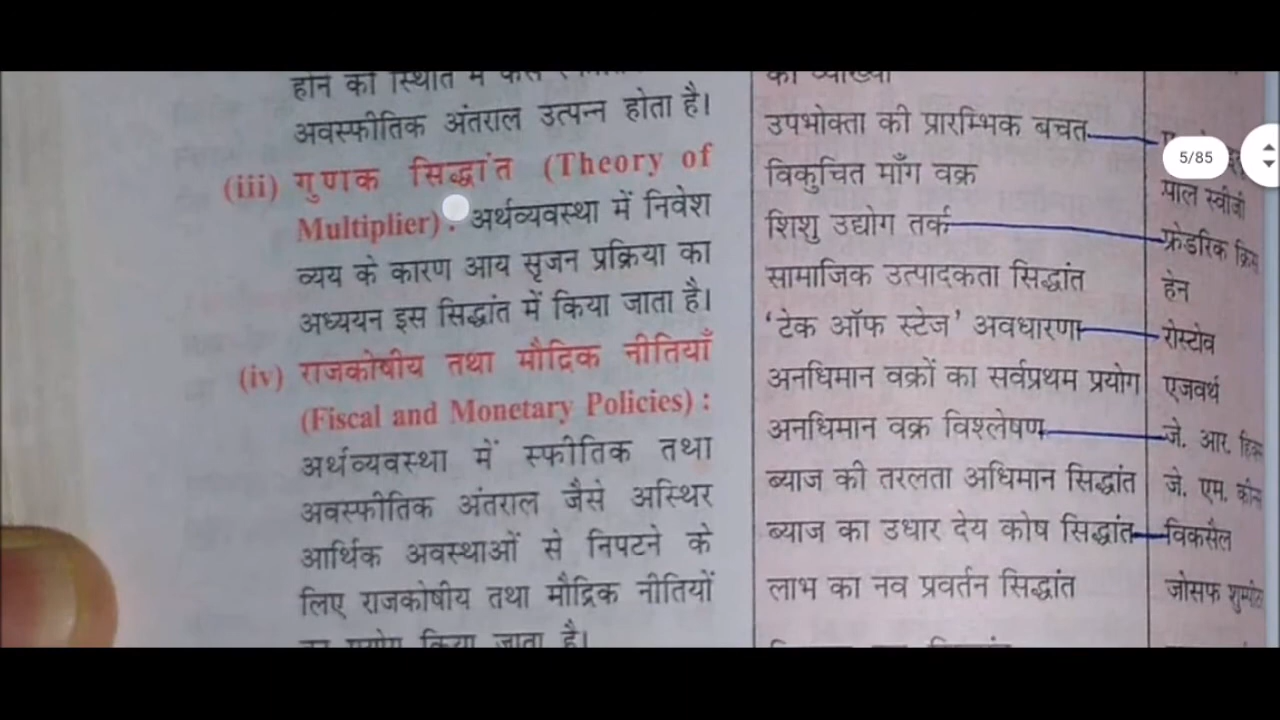 अवस्फीतिक अंतराल उत्पन्न होता है।
(iii) गुणक सिद्धांत (Theory of
Multiplier) : अर्थव्यवस्था में निवेश
व्यय के कारण आय सृजन प्रक्रिया का
अध्ययन इस सिद्धांत में किया जाता है।
(iv) राजकोषीय तथा मौद्रिक नीतियाँ
(Fiscal and Monetary Policies) :
अर्थव्यवस्था में स्फीतिक तथा
अवस्फीतिक अंतराल जैसे अस्थिर
आर्थिक अवस्थाओं से निपटने के
लिए राजकोषीय तथा मौद्रिक नीतियों
किया जाता है।
की व्याख्या
उपभोक्ता की प्रारम्भिक बचत
विकुचित माँग वक्र पाल स्वीजी
शिशु उद्योग तर्क फ्रेडरिक
सामाजिक उत्पादकता सिद्धांत हेन
'टेक ऑफ स्टेज' अवधारणा रोस्टोव
अनधिमान वक्रों का सर्वप्रथम प्रयोग एजवर्थ
अनधिमान वक्र विश्लेषण जे. आर.
ब्याज की तरलता अधिमान सिद्धांत जे. एम.
ब्याज का उधार देय कोष सिद्धांत विकसैल
लाभ का नव प्रवर्तन सिद्धांत जोसफ
5/85